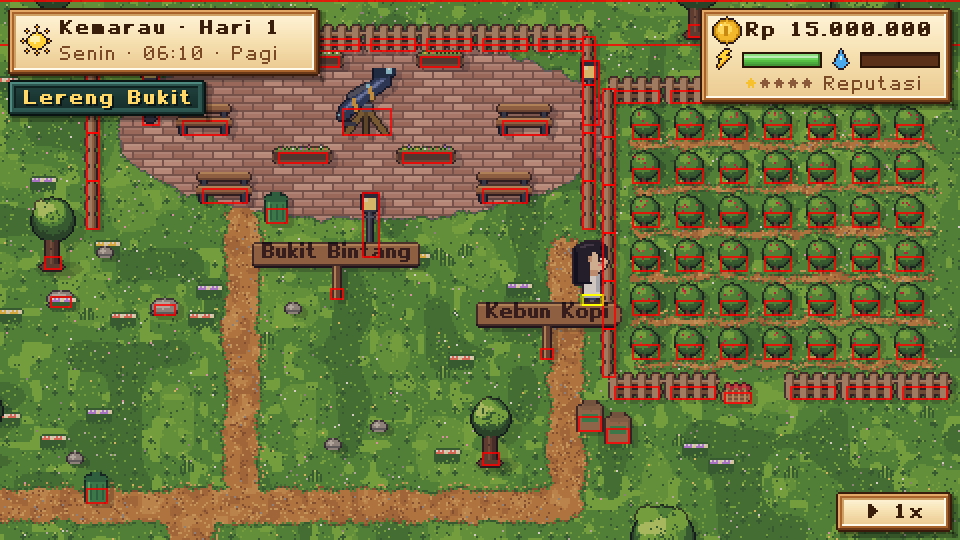 Kemarau · Hari 1
Senin · 06:10 · Pagi
Rp 15.000.000
Reputasi
Lereng Bukit
Bukit Bintang
Kebun Kopi
1x